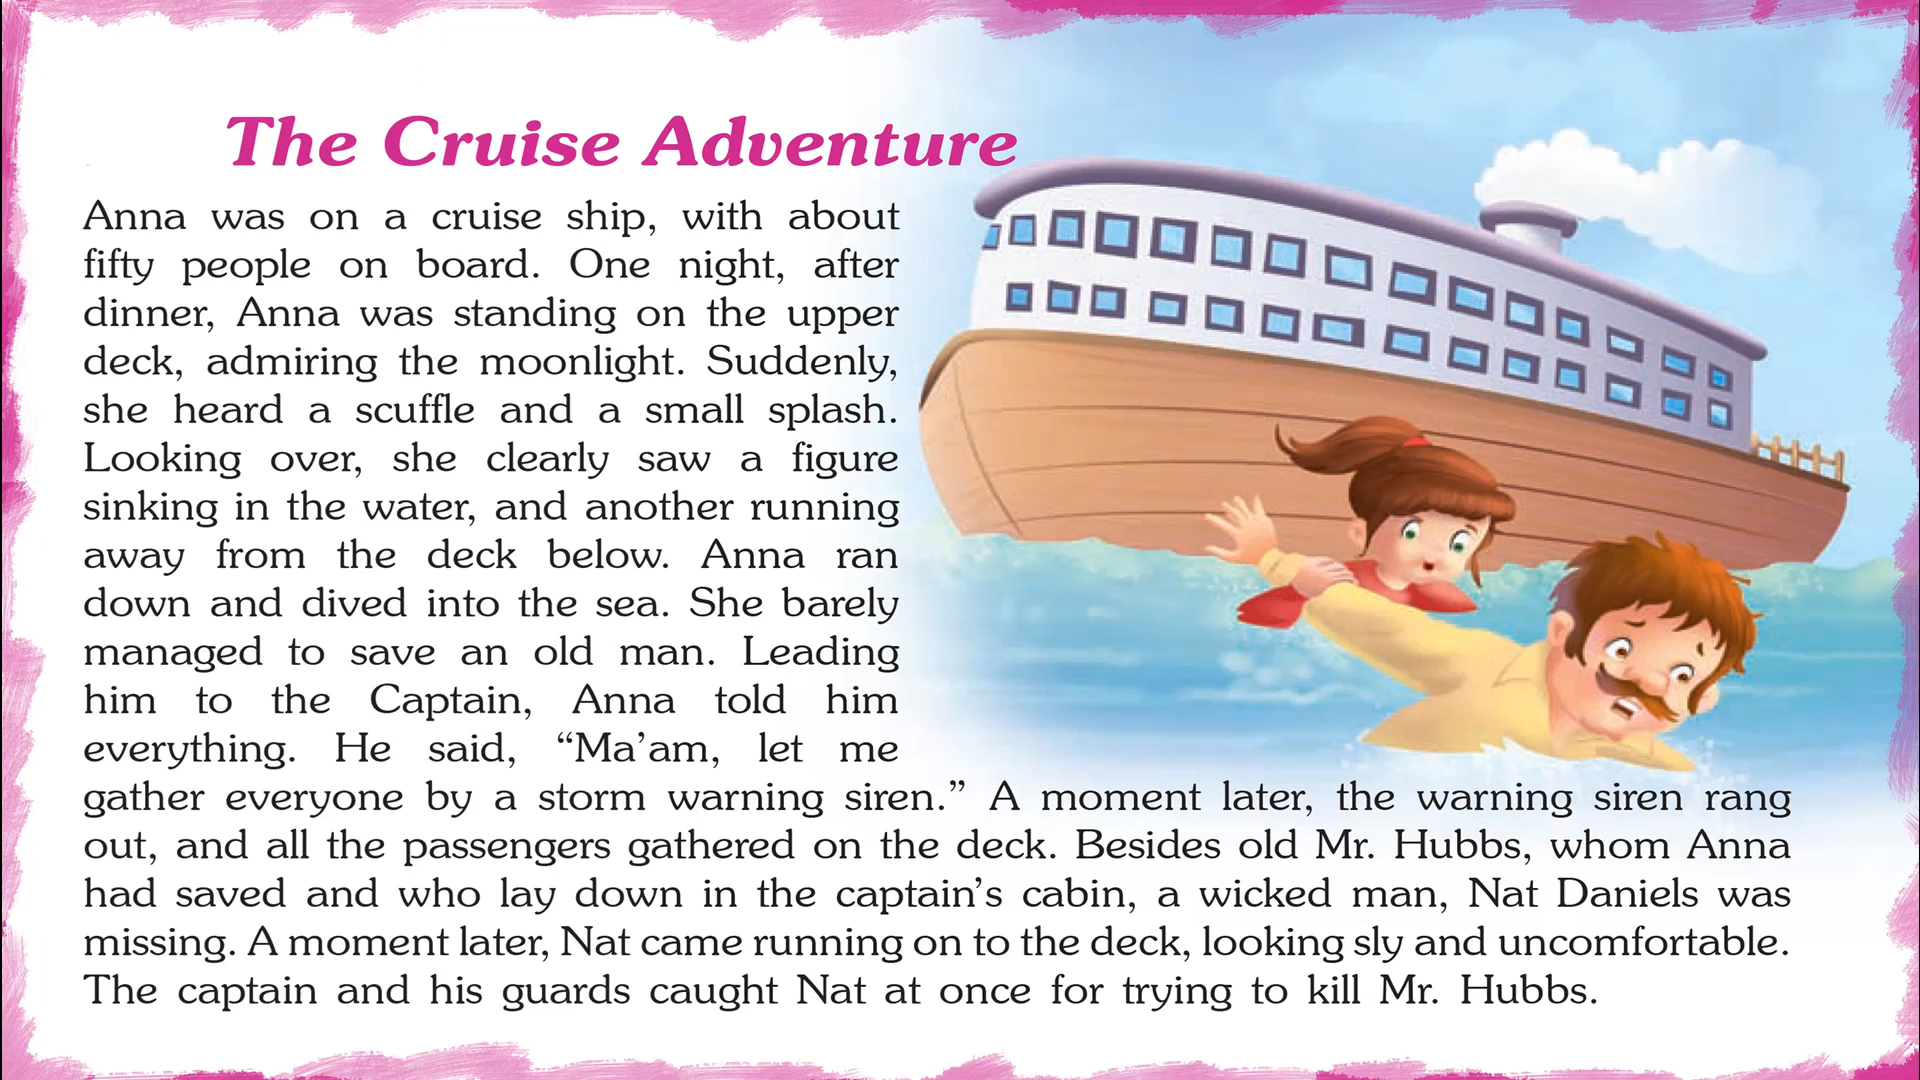 The Cruise Adventure
Anna was on a cruise ship, with about
fifty people on board. One night, after
dinner, Anna was standing on the upper
deck, admiring the moonlight. Suddenly,
she heard a scuffle and a small splash.
Looking over, she clearly saw a figure
sinking in the water, and another running
away from the deck below. Anna ran
down and dived into the sea. She barely
managed to save an old man. Leading
him to the Captain, Anna told him
everything. He said, “Ma’am, let me
gather everyone by a storm warning siren.” A moment later, the warning siren rang
out, and all the passengers gathered on the deck. Besides old Mr. Hubbs, whom Anna
had saved and who lay down in the captain’s cabin, a wicked man, Nat Daniels was
missing. A moment later, Nat came running on to the deck, looking sly and uncomfortable.
The captain and his guards caught Nat at once for trying to kill Mr. Hubbs.